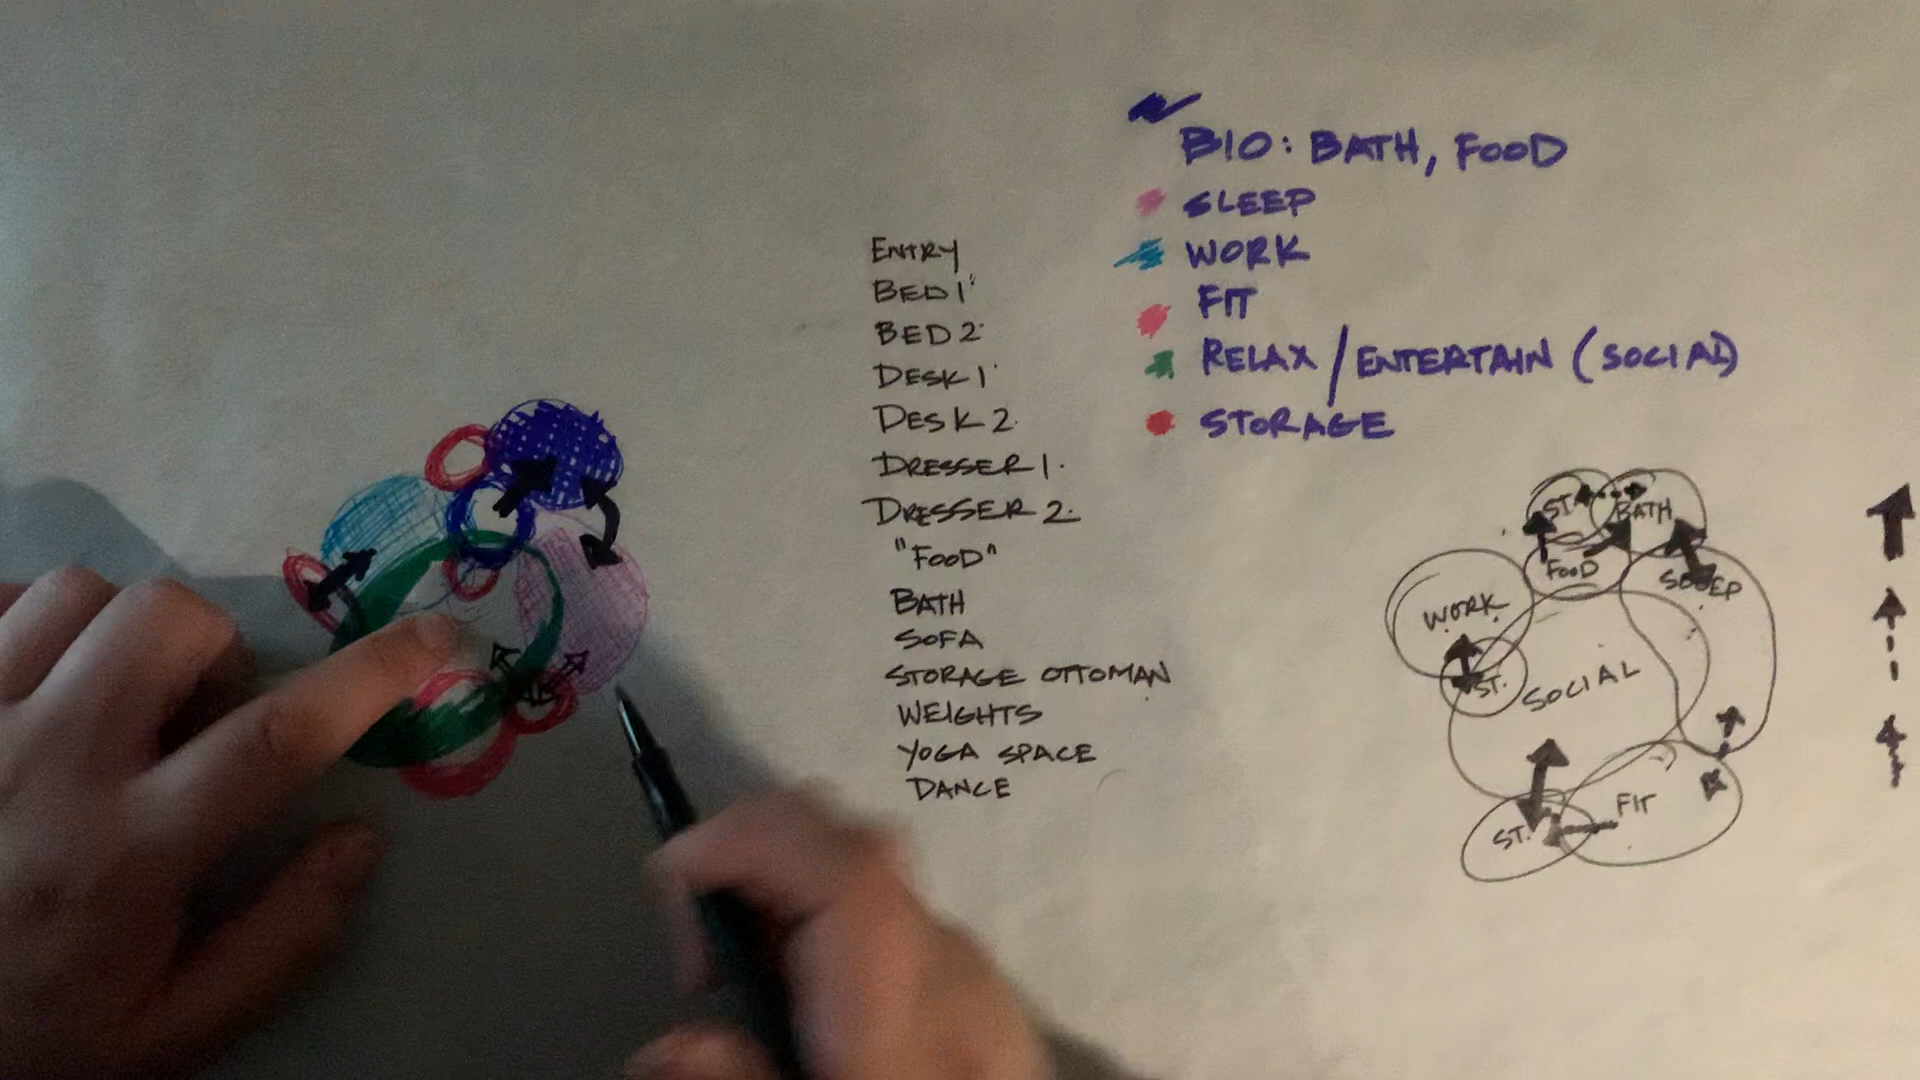 BIO: BATH, FOOD
SLEEP
WORK
FIT
RELAX / ENTERTAIN (SOCIAL)
STORAGE
ENTRY
BED 1
BED 2
DESK 1
DESK 2
DRESSER 1
DRESSER 2
"FOOD"
BATH
SOFA
STORAGE OTTOMAN
WEIGHTS
YOGA SPACE
DANCE
ST.
BATH
FOOD
SLEEP
WORK
ST.
SOCIAL
FIT
ST.